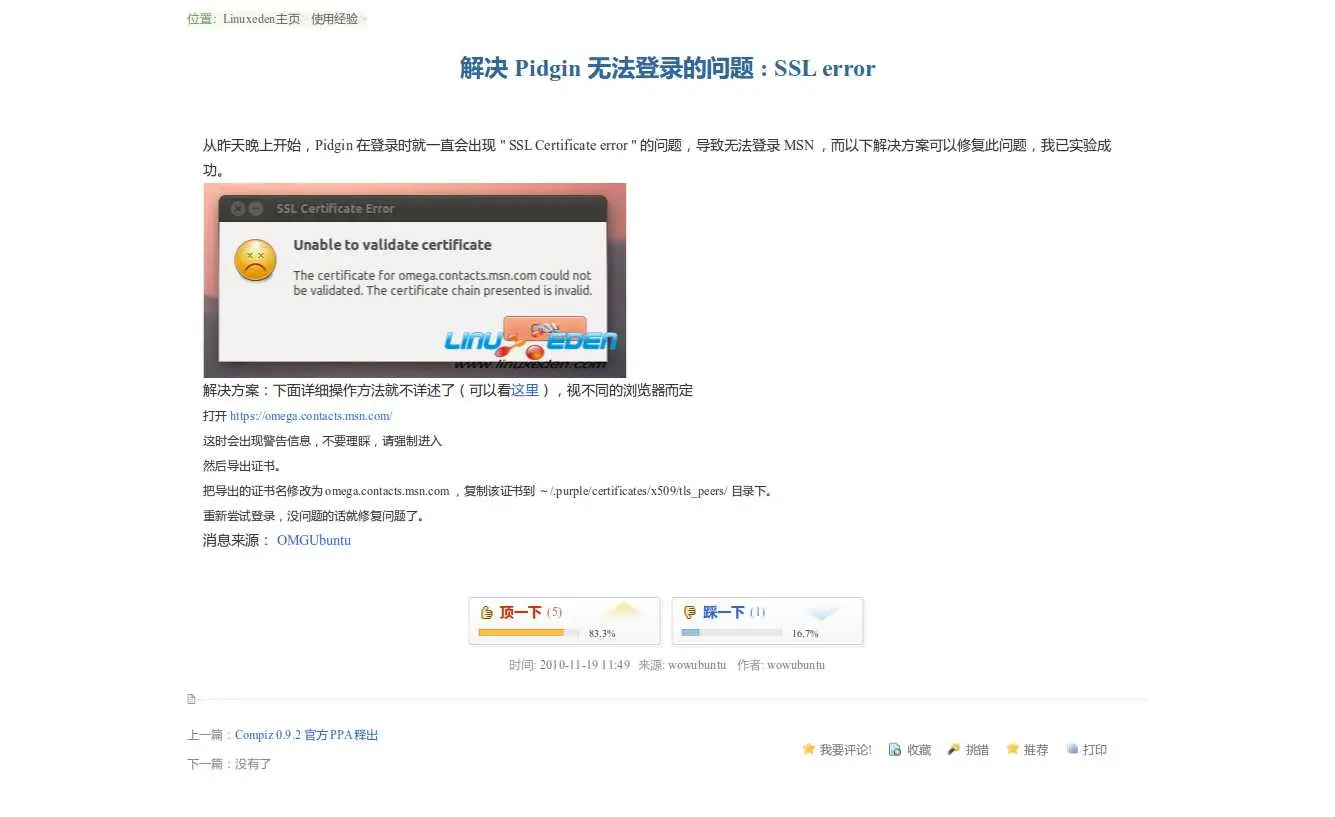 位置: Linuxeden主页 > 使用经验 >
解决 Pidgin 无法登录的问题 : SSL error
从昨天晚上开始，Pidgin 在登录时就一直会出现 " SSL Certificate error " 的问题，导致无法登录 MSN ，而以下解决方案可以修复此问题，我已实验成
功。
SSL Certificate Error
Unable to validate certificate
The certificate for omega.contacts.msn.com could not
be validated. The certificate chain presented is invalid.
LINUXEDEN
www.linuxeden.com
解决方案：下面详细操作方法就不详述了（可以看这里），视不同的浏览器而定
打开 https://omega.contacts.msn.com/
这时会出现警告信息，不要理睬，请强制进入
然后导出证书。
把导出的证书名修改为 omega.contacts.msn.com ，复制该证书到 ~/.purple/certificates/x509/tls_peers/ 目录下。
重新尝试登录，没问题的话就修复问题了。
消息来源： OMGUbuntu
顶一下 (5)
83.3%
踩一下 (1)
16.7%
时间: 2010-11-19 11:49 来源: wowubuntu 作者: wowubuntu
上一篇：Compiz 0.9.2 官方 PPA 释出
下一篇：没有了
我要评论! 收藏 挑错 推荐 打印